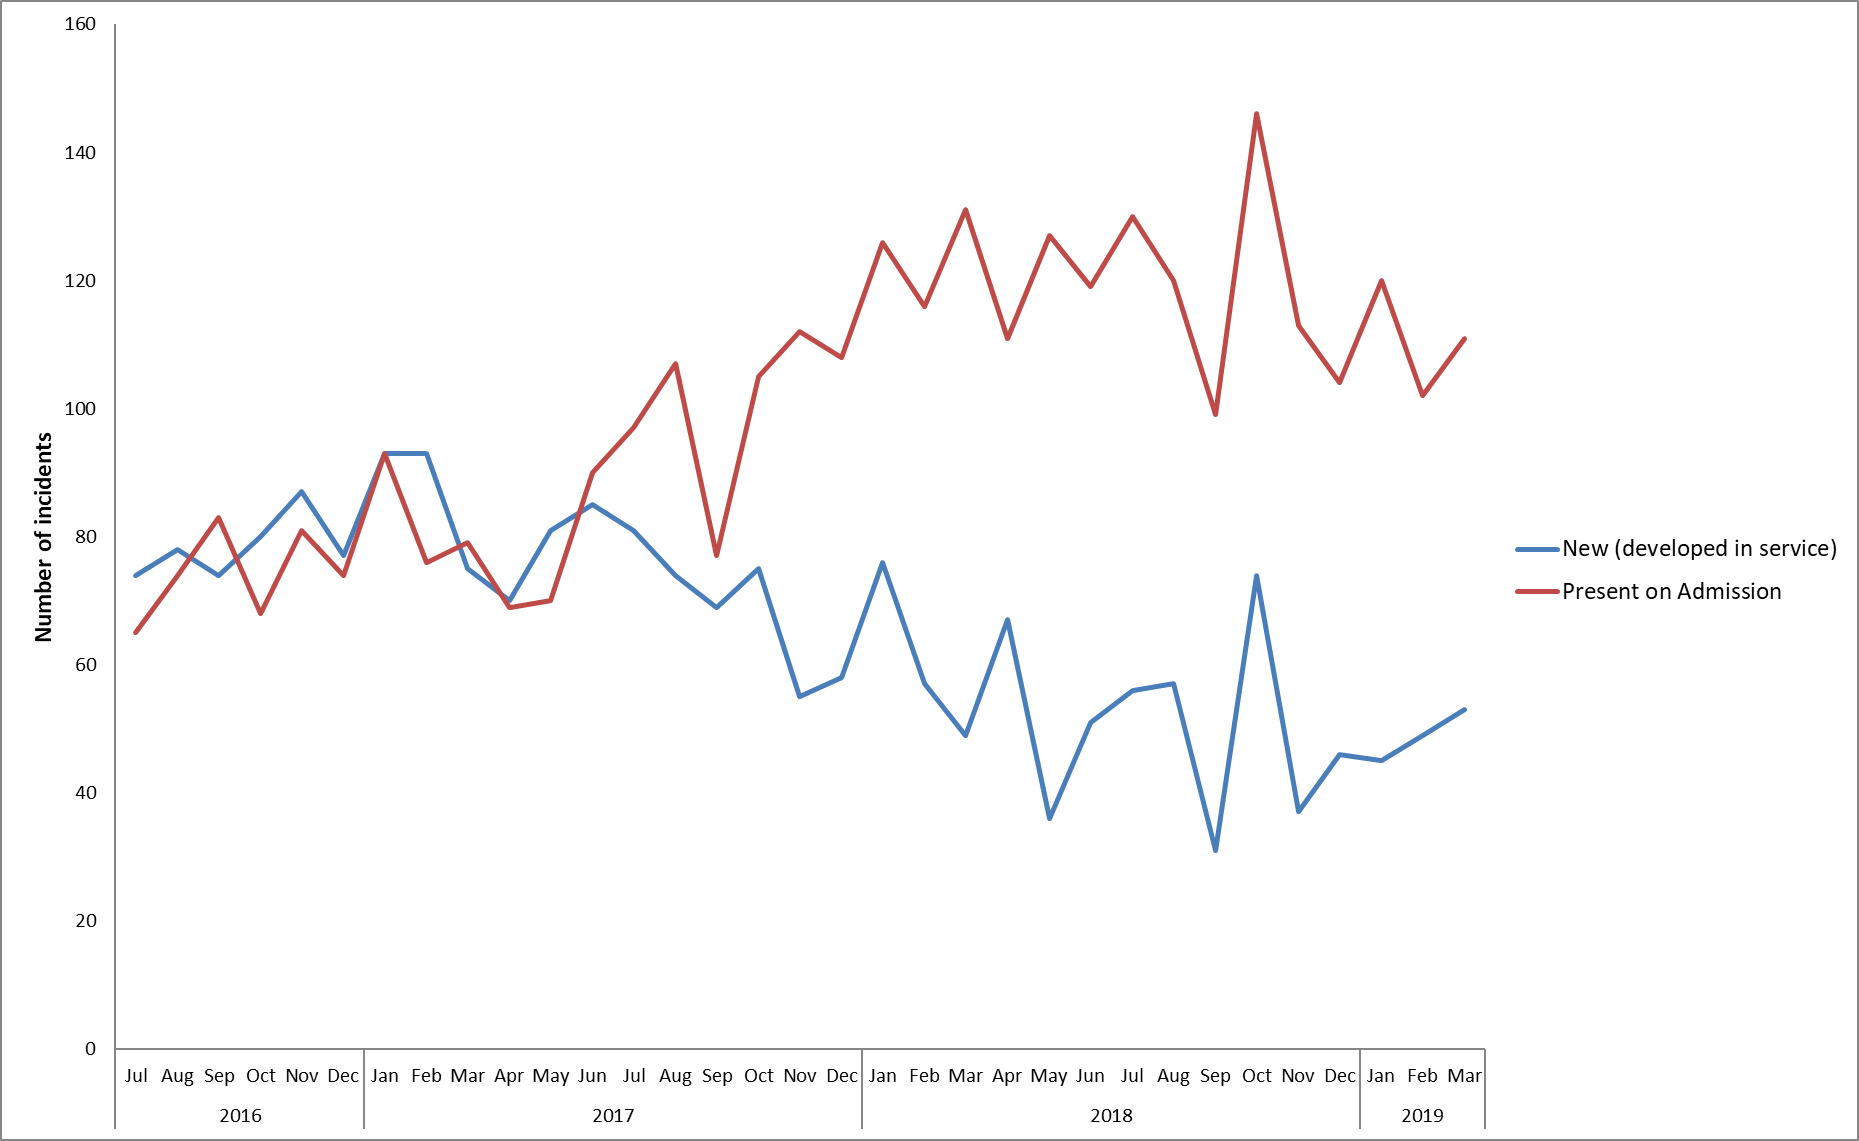 160
140
120
100
80
60
40
20
0
Number of incidents
New (developed in service)
Present on Admission
Jul Aug Sep Oct Nov Dec Jan Feb Mar Apr May Jun Jul Aug Sep Oct Nov Dec Jan Feb Mar Apr May Jun Jul Aug Sep Oct Nov Dec Jan Feb Mar
2016 2017 2018 2019